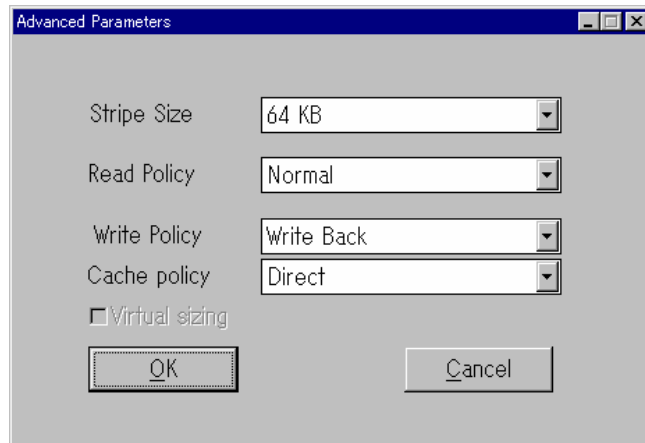 Advanced Parameters
Stripe Size 64 KB
Read Policy Normal
Write Policy Write Back
Cache policy Direct
Virtual sizing
OK Cancel